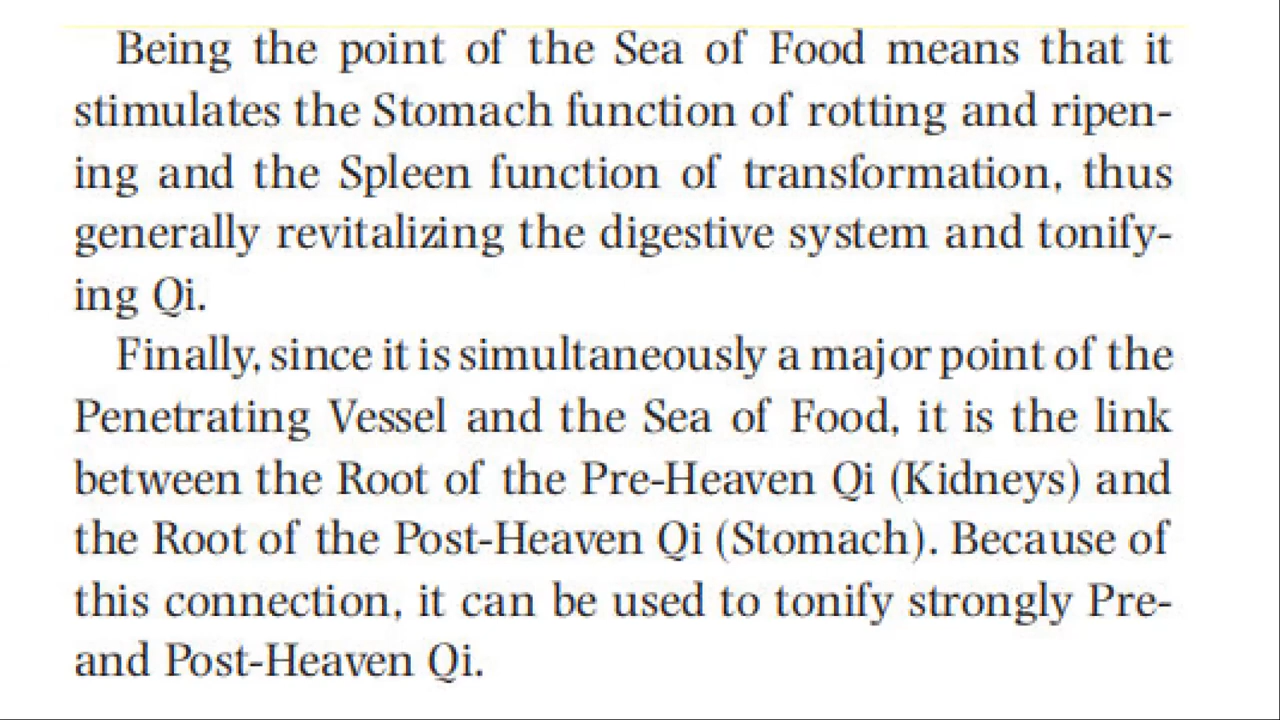 Being the point of the Sea of Food means that it
stimulates the Stomach function of rotting and ripen-
ing and the Spleen function of transformation, thus
generally revitalizing the digestive system and tonify-
ing Qi.
Finally, since it is simultaneously a major point of the
Penetrating Vessel and the Sea of Food, it is the link
between the Root of the Pre-Heaven Qi (Kidneys) and
the Root of the Post-Heaven Qi (Stomach). Because of
this connection, it can be used to tonify strongly Pre-
and Post-Heaven Qi.